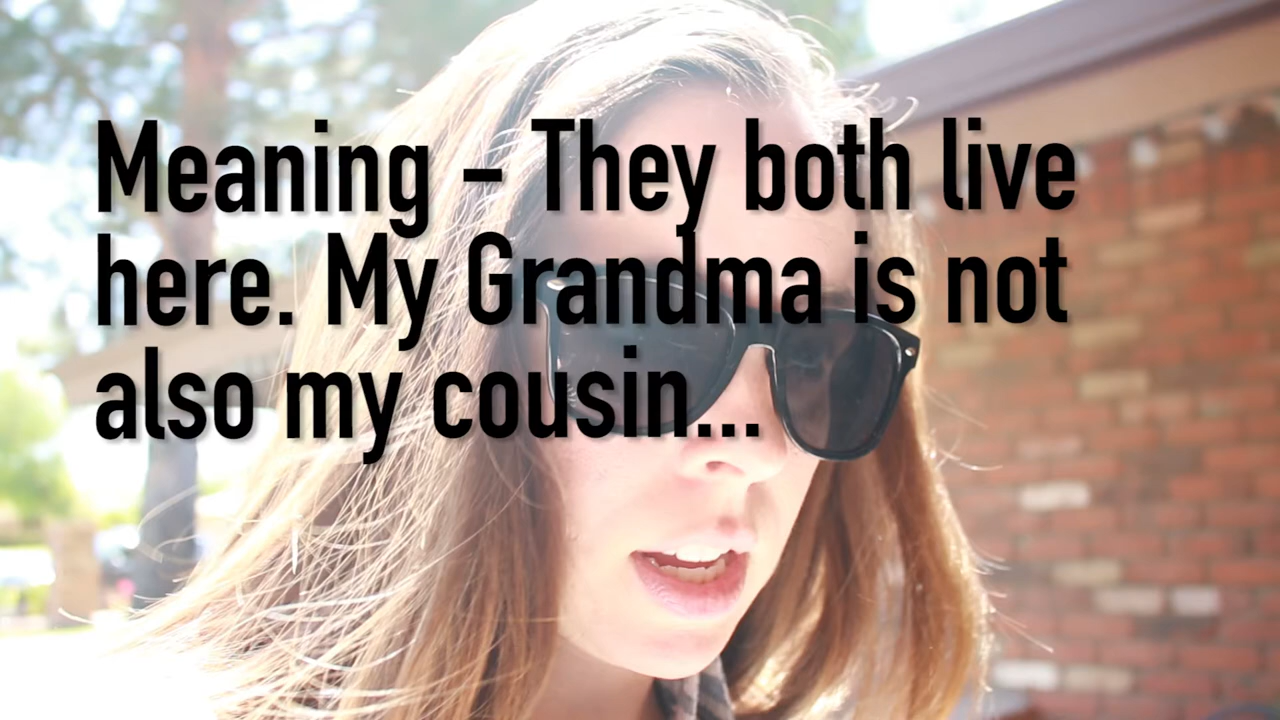 Meaning – They both live
here. My Grandma is not
also my cousin...